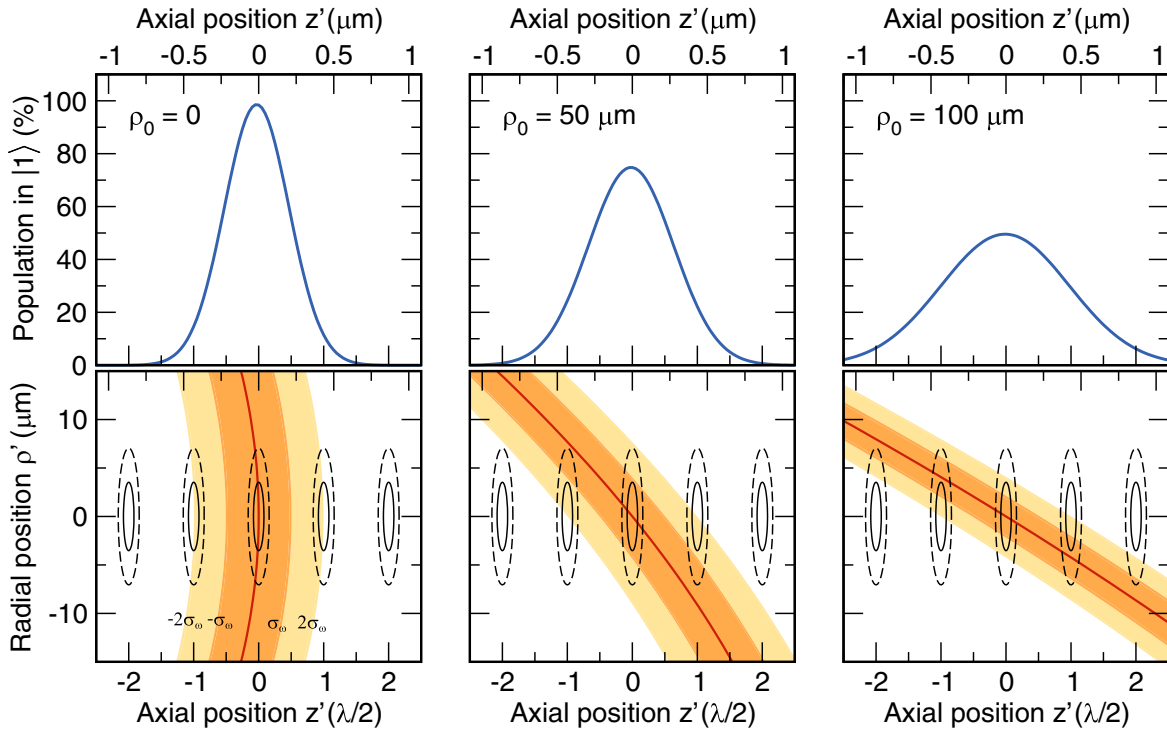 Axial position z'(μm) Axial position z'(μm) Axial position z'(μm)
-1 -0.5 0 0.5 1 -1 -0.5 0 0.5 1 -1 -0.5 0 0.5 1
Population in |1⟩ (%)
100
80
60
40
20
0
ρ₀ = 0
ρ₀ = 50 μm
ρ₀ = 100 μm
Radial position ρ' (μm)
10
0
-10
-2σω -σω σω 2σω
-2 -1 0 1 2 -2 -1 0 1 2 -2 -1 0 1 2
Axial position z'(λ/2) Axial position z'(λ/2) Axial position z'(λ/2)